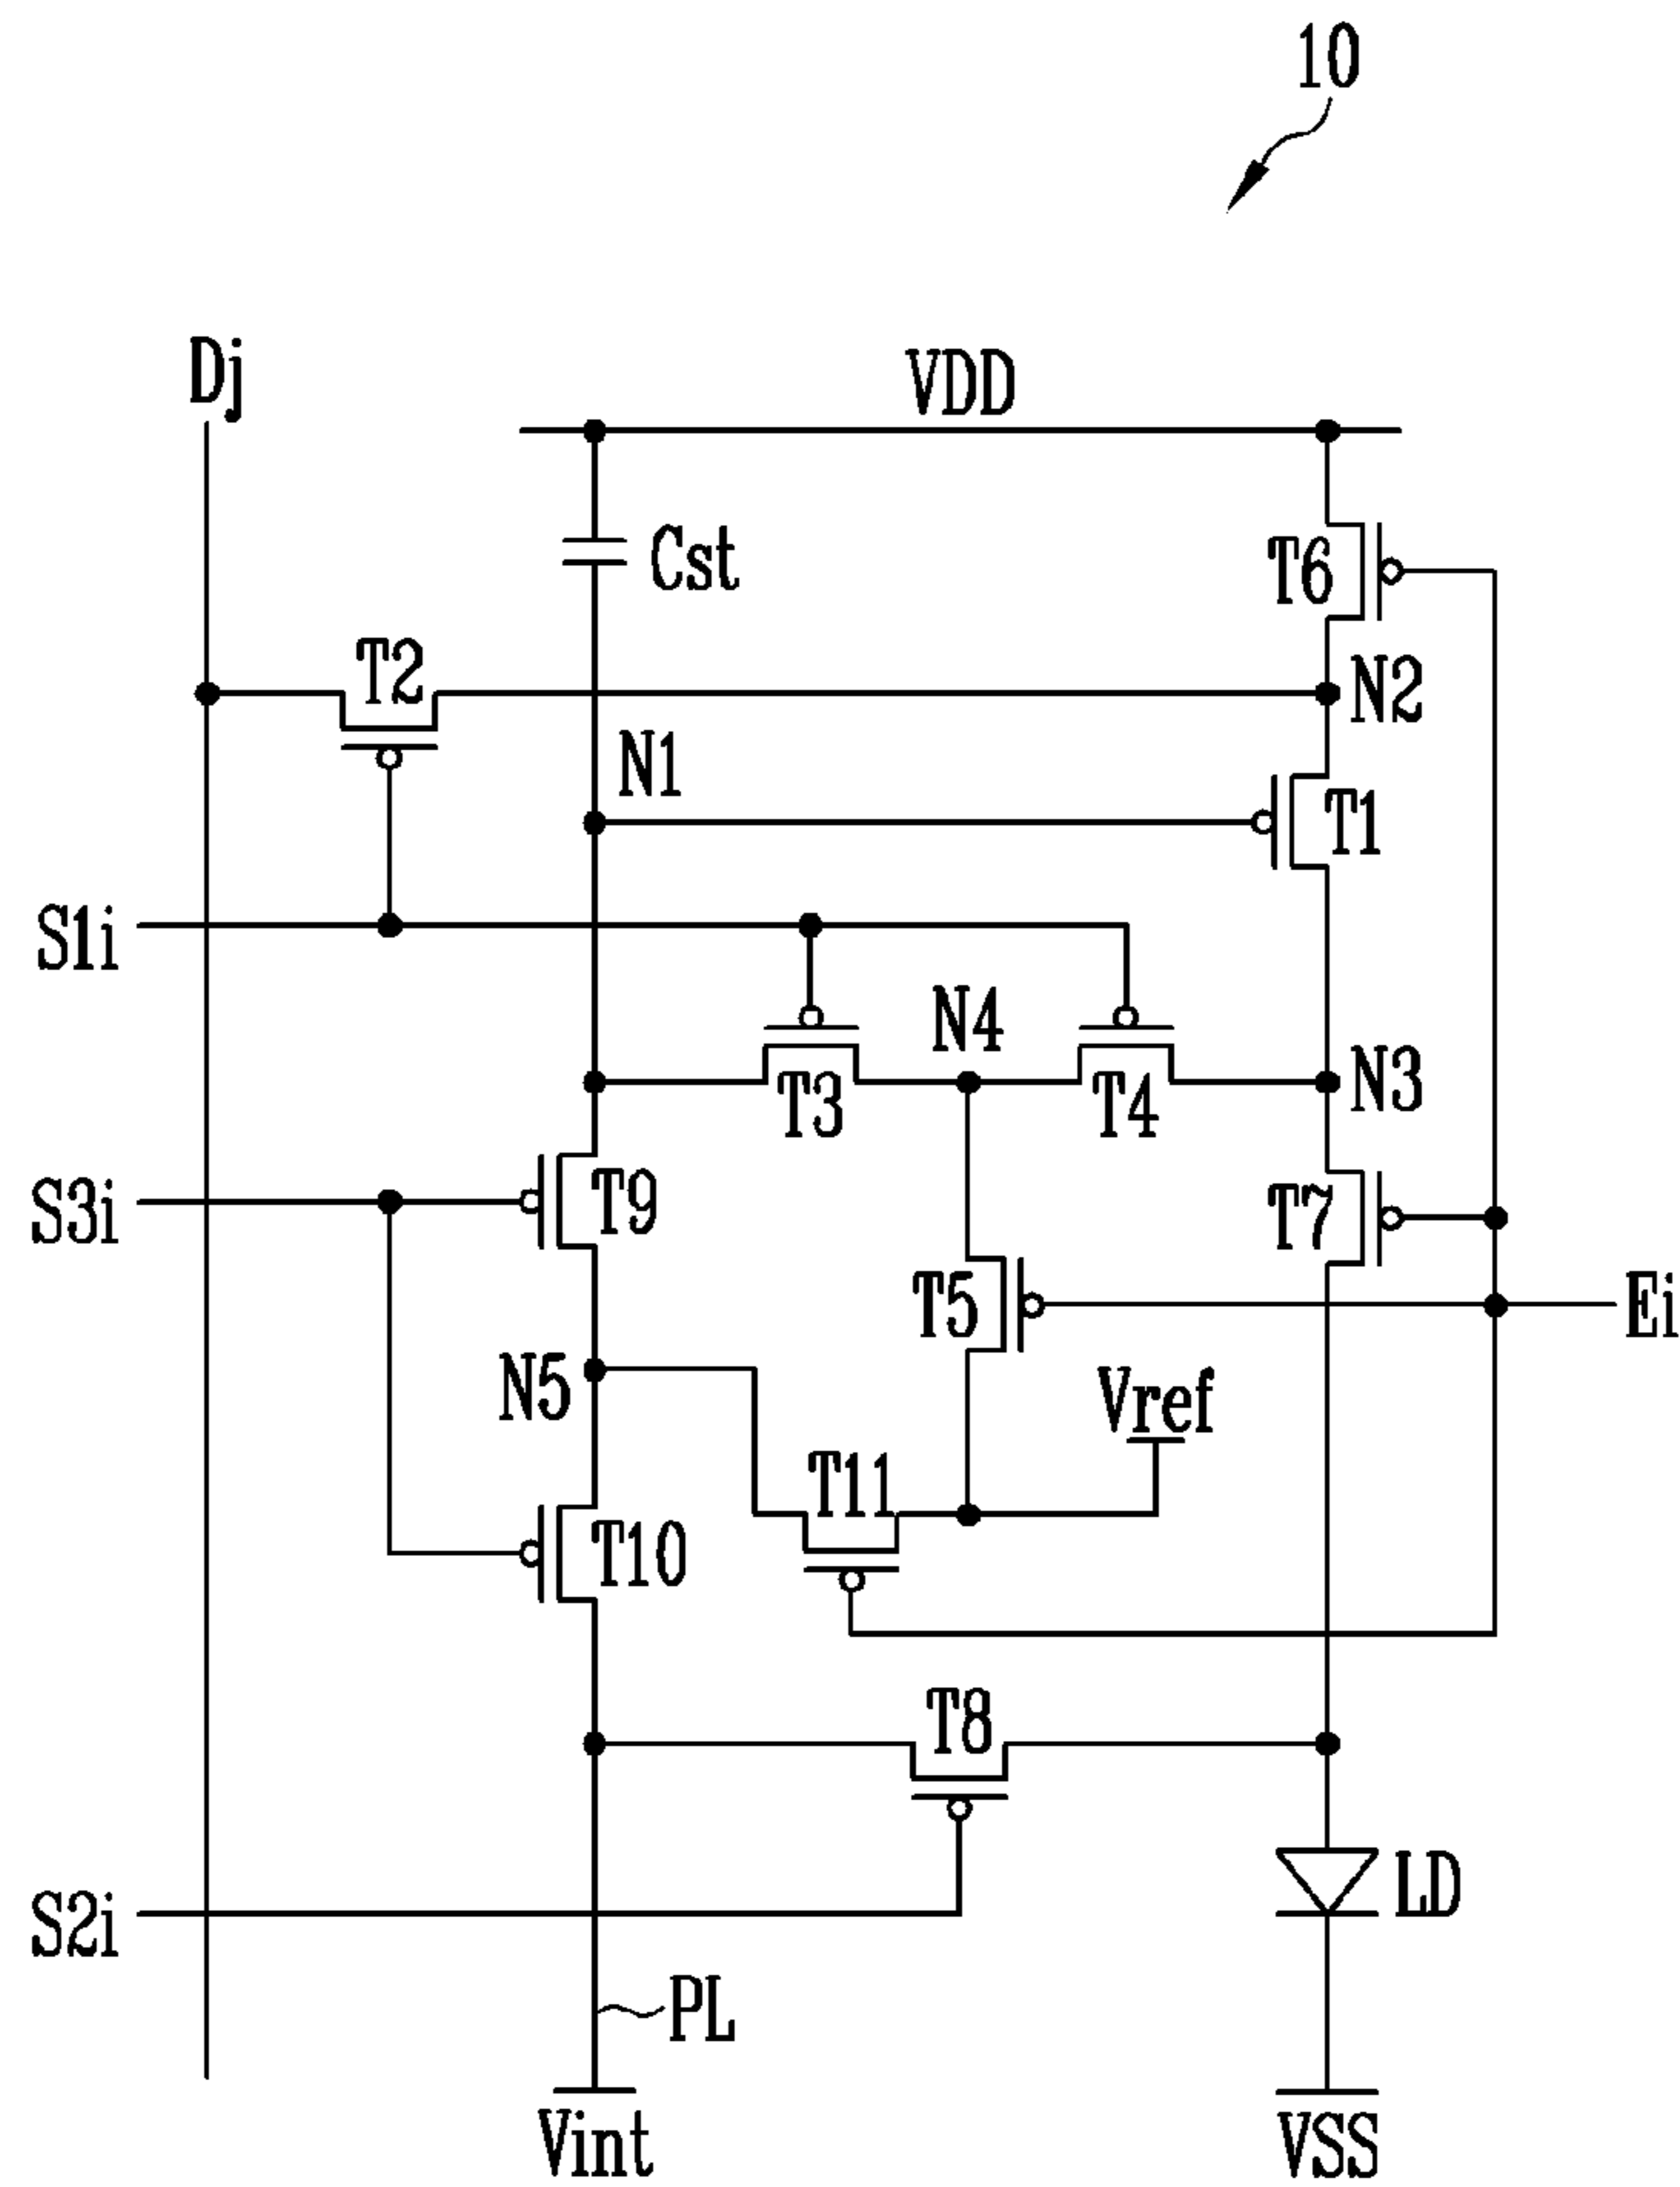 10
Dj
VDD
Cst
T6
T2
N2
N1
T1
S1i
N4
N3
T3
T4
S3i
T9
T7
T5
Ei
N5
Vref
T11
T10
T8
LD
S2i
PL
Vint
VSS